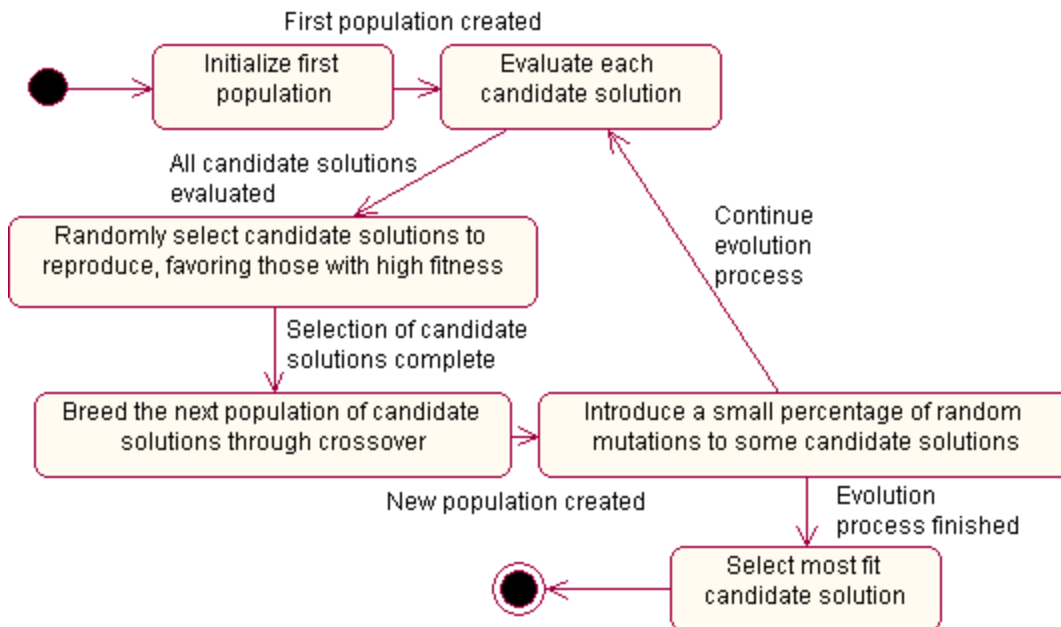 First population created
Initialize first
population
Evaluate each
candidate solution
All candidate solutions
evaluated
Continue
evolution
process
Randomly select candidate solutions to
reproduce, favoring those with high fitness
Selection of candidate
solutions complete
Breed the next population of candidate
solutions through crossover
Introduce a small percentage of random
mutations to some candidate solutions
New population created
Evolution
process finished
Select most fit
candidate solution